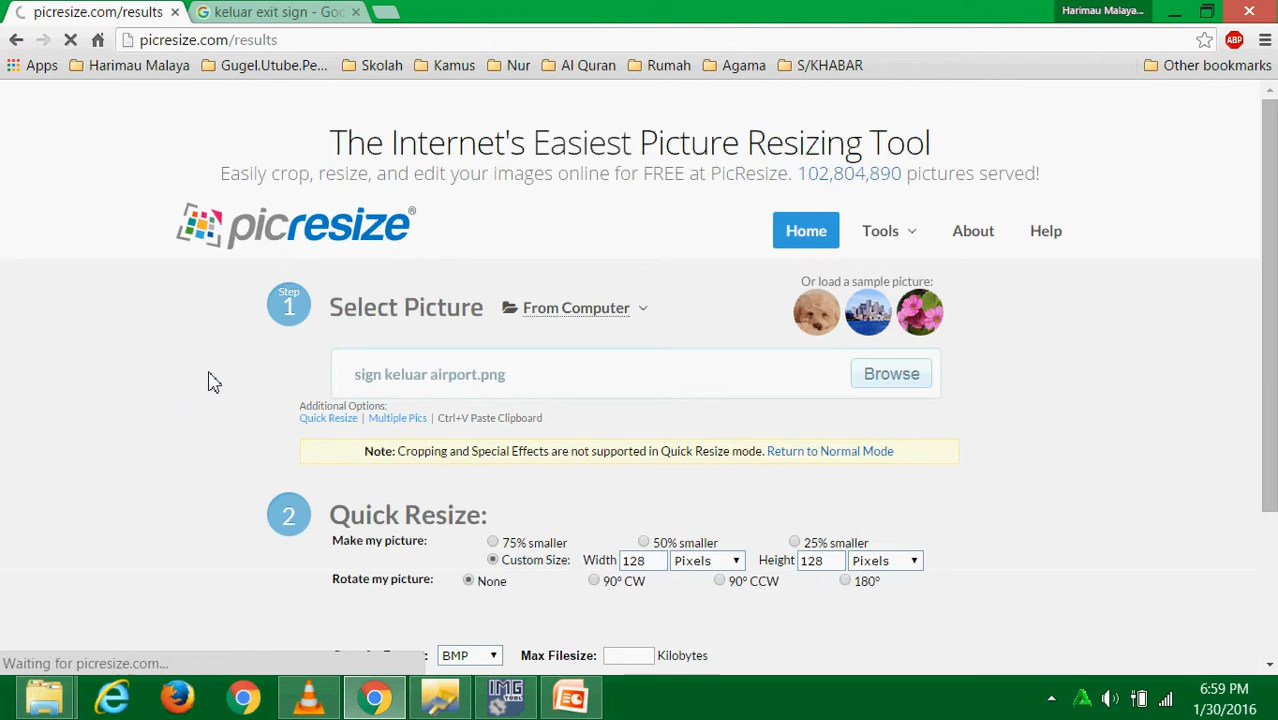 picresize.com/results
keluar exit sign - Goc
Harimau Malaya...
picresize.com/results
ABP
Apps
Harimau Malaya
Gugel.Utube.Pe...
Skolah
Kamus
Nur
Al Quran
Rumah
Agama
S/KHABAR
Other bookmarks
The Internet's Easiest Picture Resizing Tool
Easily crop, resize, and edit your images online for FREE at PicResize. 102,804,890 pictures served!
picresize®
Home
Tools
About
Help
Step
1
Select Picture
From Computer
Or load a sample picture:
sign keluar airport.png
Browse
Additional Options:
Quick Resize | Multiple Pics | Ctrl+V Paste Clipboard
Note: Cropping and Special Effects are not supported in Quick Resize mode. Return to Normal Mode
2
Quick Resize:
Make my picture:
75% smaller
50% smaller
25% smaller
Custom Size:
Width 128 Pixels
Height 128 Pixels
Rotate my picture:
None
90º CW
90º CCW
180º
BMP
Max Filesize:
Kilobytes
Waiting for picresize.com...
IMG
TOOL
6:59 PM
1/30/2016